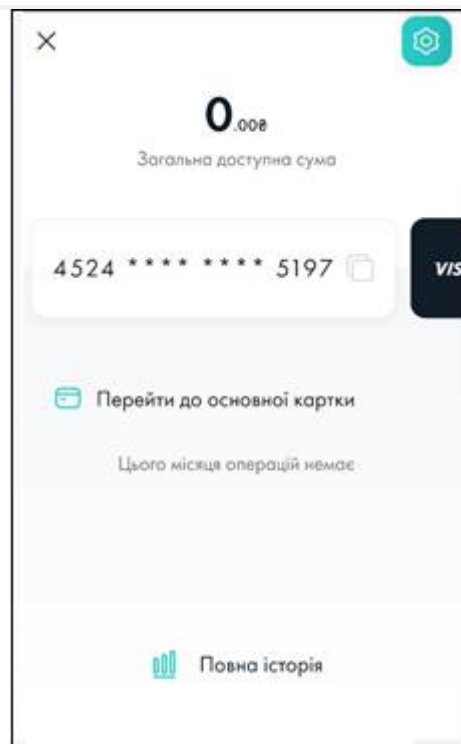 0.00₴
Загальна доступна сума
4524 **** **** 5197
VIS
Перейти до основної картки
Цього місяця операцій немає
Повна історія